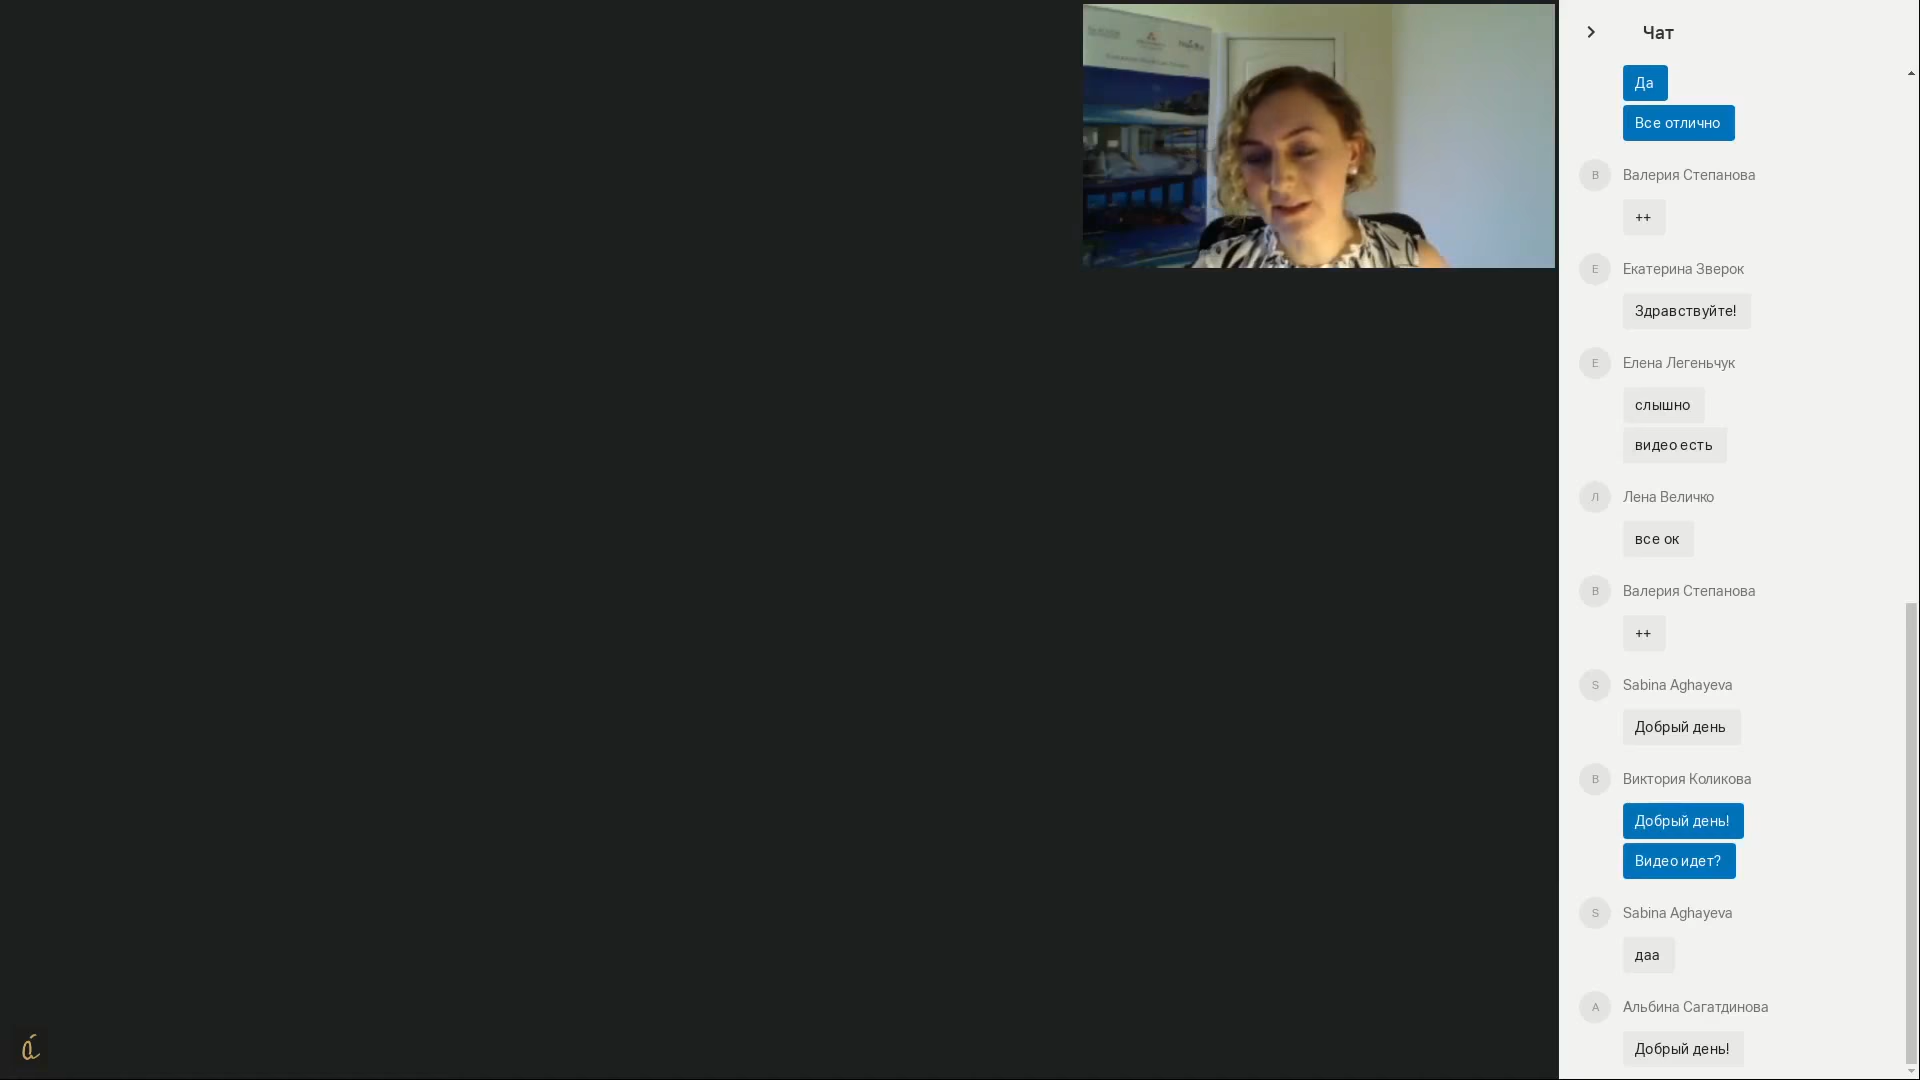 Чат
Да
Все отлично
В
Валерия Степанова
++
Е
Екатерина Зверок
Здравствуйте!
Е
Елена Легеньчук
слышно
видео есть
Л
Лена Величко
все ок
В
Валерия Степанова
++
S
Sabina Aghayeva
Добрый день
В
Виктория Коликова
Добрый день!
Видео идет?
S
Sabina Aghayeva
даа
А
Альбина Сагатдинова
Добрый день!
á